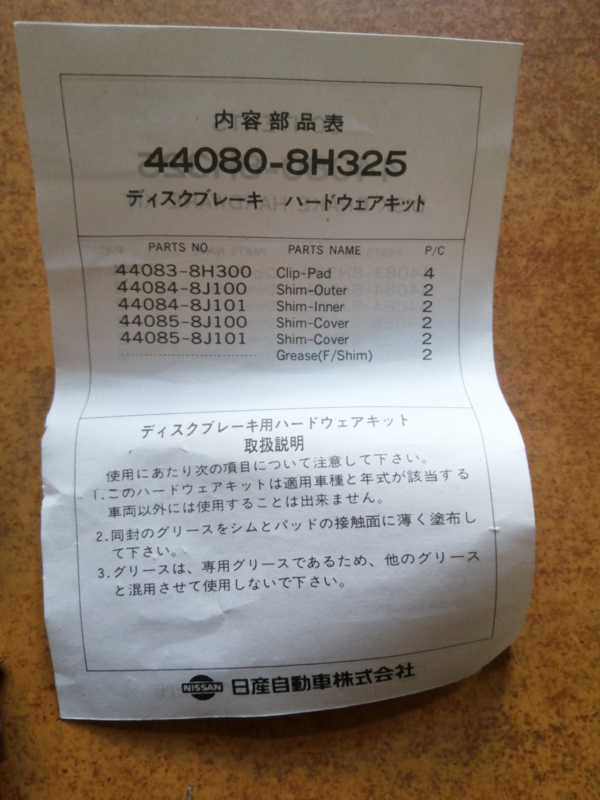 内容部品表
44080-8H325
ディスクブレーキ ハードウェアキット
PARTS NO. PARTS NAME P/C
44083-8H300 Clip-Pad 4
44084-8J100 Shim-Outer 2
44084-8J101 Shim-Inner 2
44085-8J100 Shim-Cover 2
44085-8J101 Shim-Cover 2
Grease(F/Shim) 2
ディスクブレーキ用ハードウェアキット
取扱説明
使用にあたり次の項目について注意して下さい。
1.このハードウェアキットは適用車種と年式が該当する
車両以外には使用することは出来ません。
2.同封のグリースをシムとパッドの接触面に薄く塗布し
て下さい。
3.グリースは、専用グリースであるため、他のグリース
と混用させて使用しないで下さい。
NISSAN 日産自動車株式会社